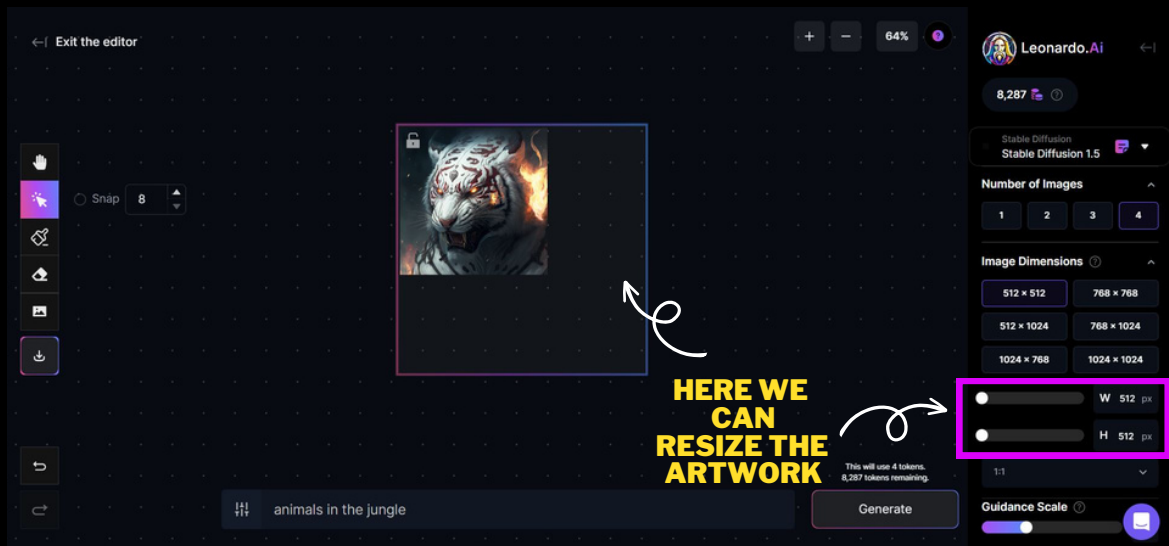 Exit the editor
64%
?
Leonardo.Ai
8,287 ?
Stable Diffusion
Stable Diffusion 1.5
Snap 8
Number of Images
1 2 3 4
Image Dimensions ?
512 × 512 768 × 768
512 × 1024 768 × 1024
1024 × 768 1024 × 1024
W 512 px
H 512 px
1:1
HERE WE
CAN
RESIZE THE
ARTWORK
This will use 4 tokens.
8,287 tokens remaining.
animals in the jungle
Generate
Guidance Scale ?